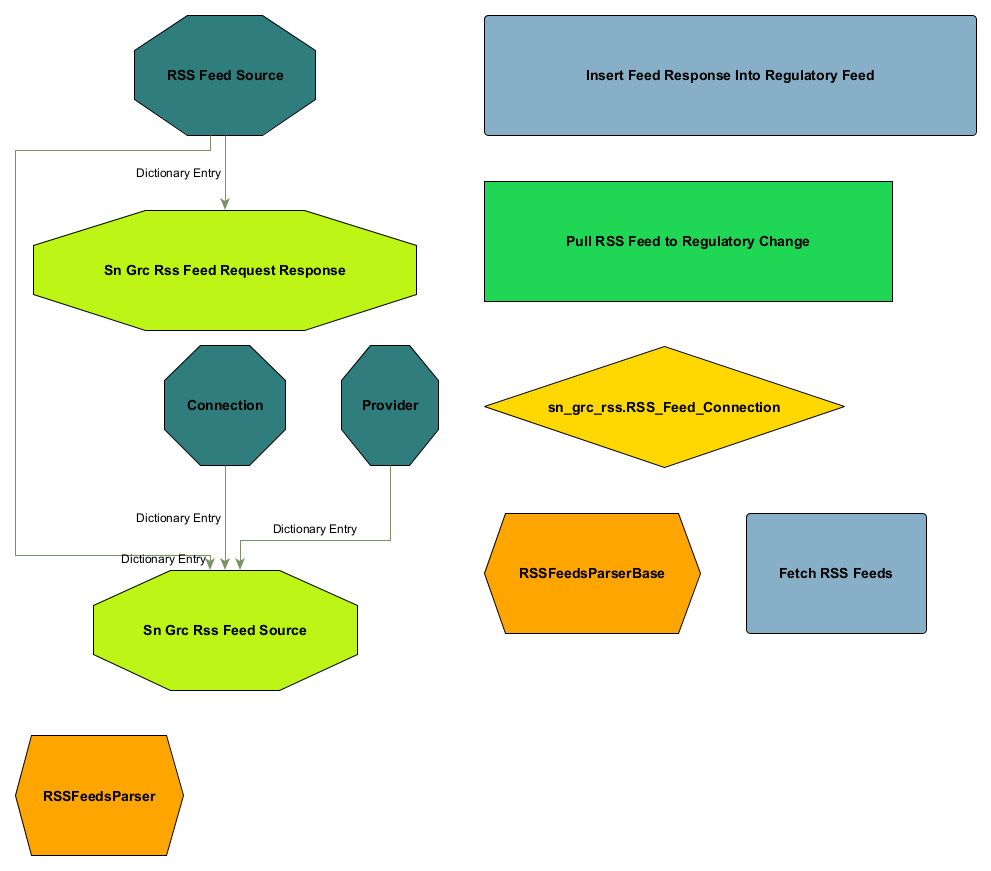 RSS Feed Source
Insert Feed Response Into Regulatory Feed
Dictionary Entry
Pull RSS Feed to Regulatory Change
Sn Grc Rss Feed Request Response
Connection
Provider
sn_grc_rss.RSS_Feed_Connection
Dictionary Entry
Dictionary Entry
Dictionary Entry
RSSFeedsParserBase
Fetch RSS Feeds
Sn Grc Rss Feed Source
RSSFeedsParser